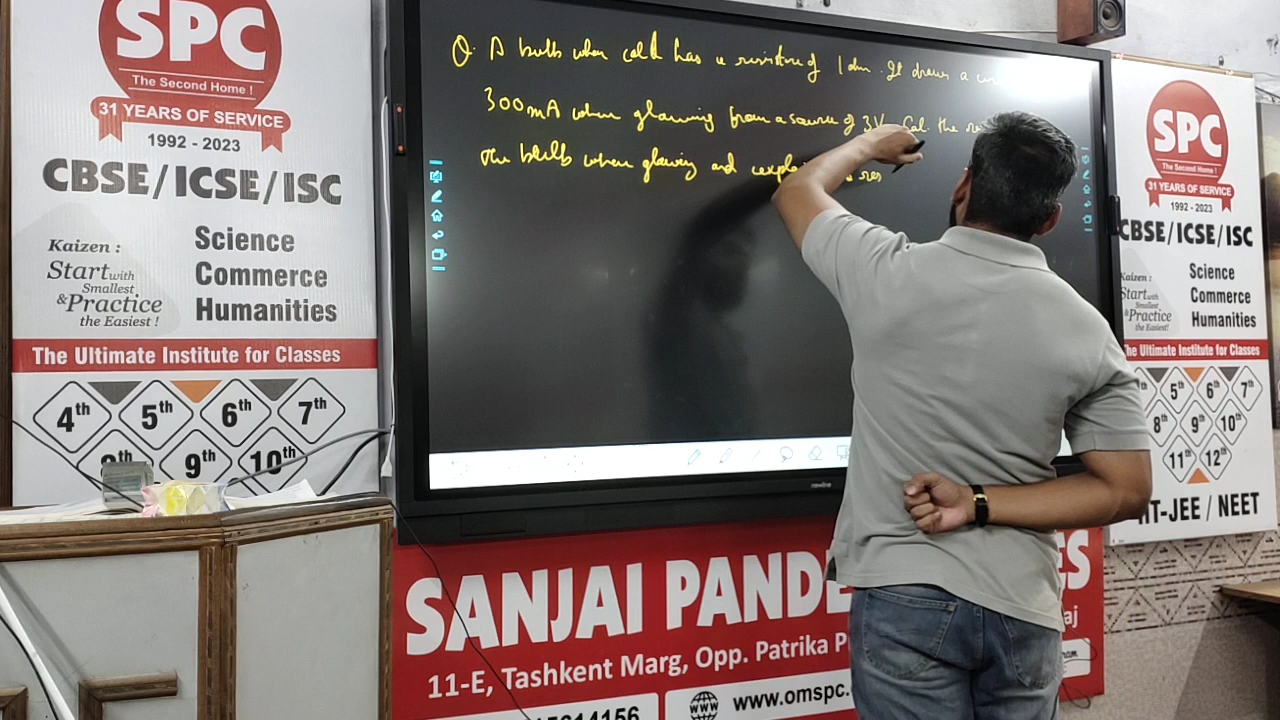 SPC
The Second Home !
31 YEARS OF SERVICE
1992 - 2023
CBSE/ICSE/ISC
Kaizen :
Start with
Smallest
& Practice
the Easiest !
Science
Commerce
Humanities
The Ultimate Institute for Classes
4th 5th 6th 7th
9th 10th
Q. A bulb when cold has a resistance of 1 ohm. It draws a
300mA when glowing from a source of 3V Cal. the
the bulb when glowing and
newline
SANJAI PANDE
11-E, Tashkent Marg, Opp. Patrika
15614156
www.omspc.
SPC
The Second Home !
31 YEARS OF SERVICE
1992 - 2023
CBSE/ICSE/ISC
Kaizen :
Start with
Smallest
& Practice
the Easiest !
Science
Commerce
Humanities
The Ultimate Institute for Classes
5th 6th 7th
8th 9th 10th
11th 12th
IIT-JEE / NEET